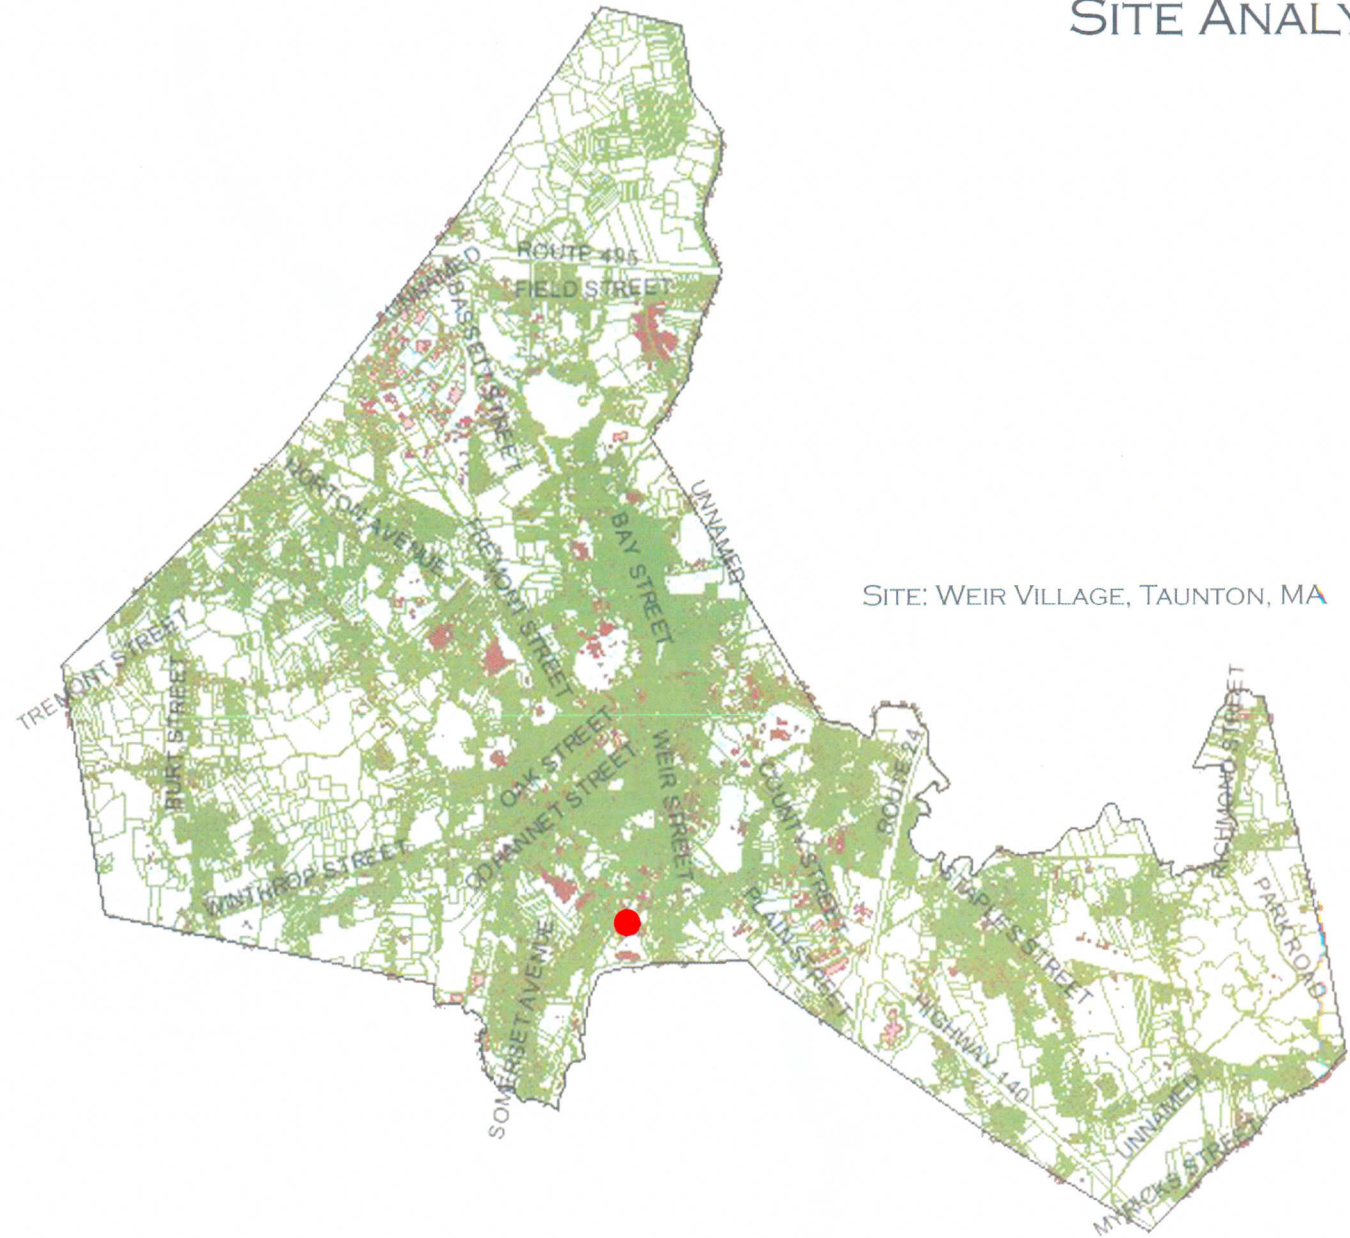 SITE ANALY
ROUTE 495
UNNAMED
FIELD STREET
BASSETT STREET
NORTON AVENUE
TREMONT STREET
BAY STREET
UNNAMED
SITE: WEIR VILLAGE, TAUNTON, MA
TREMONT STREET
BURT STREET
OAK STREET
COHANNET STREET
WEIR STREET
COUNTY STREET
ROUTE 24
RICHMOND STREET
WINTHROP STREET
PLAIN STREET
STAPLES STREET
PARK ROAD
SOMERSET AVENUE
HIGHWAY 140
UNNAMED
MYRICKS STREET